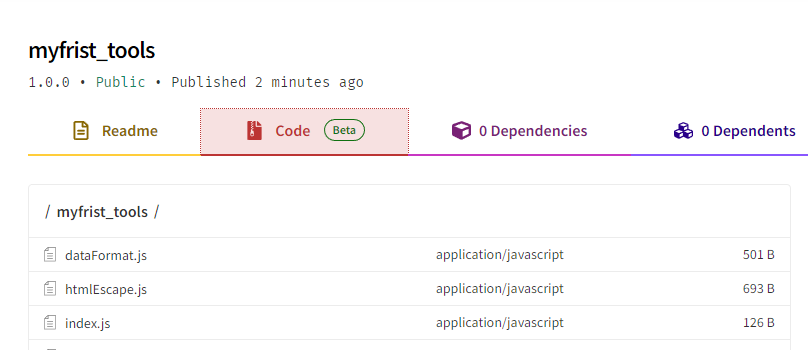 myfrist_tools
1.0.0 • Public • Published 2 minutes ago
Readme Code Beta 0 Dependencies 0 Dependents
/ myfrist_tools /
dataFormat.js application/javascript 501 B
htmlEscape.js application/javascript 693 B
index.js application/javascript 126 B